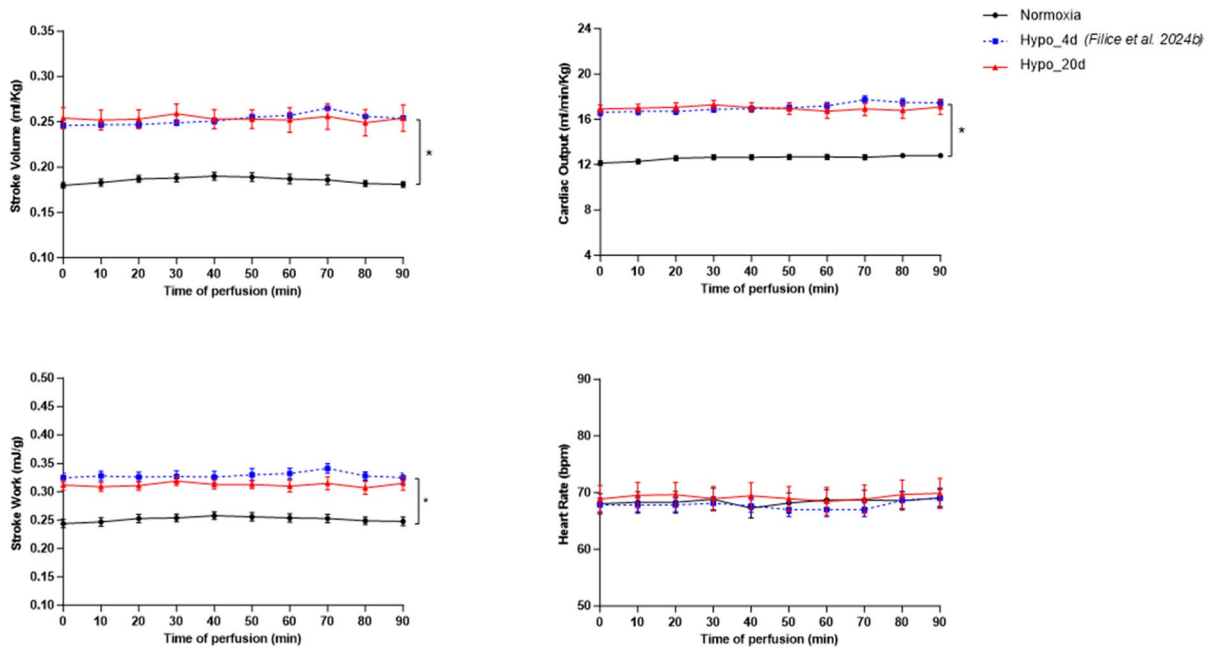 Normoxia
Hypo_4d (Filice et al. 2024b)
Hypo_20d
Stroke Volume (ml/Kg)
0.35
0.30
0.25
0.20
0.15
0.10
*
0 10 20 30 40 50 60 70 80 90
Time of perfusion (min)
Cardiac Output (ml/min/Kg)
24
20
16
12
8
4
*
0 10 20 30 40 50 60 70 80 90
Time of perfusion (min)
Stroke Work (mJ/g)
0.50
0.45
0.40
0.35
0.30
0.25
0.20
0.15
0.10
*
0 10 20 30 40 50 60 70 80 90
Time of perfusion (min)
Heart Rate (bpm)
90
80
70
60
50
0 10 20 30 40 50 60 70 80 90
Time of perfusion (min)